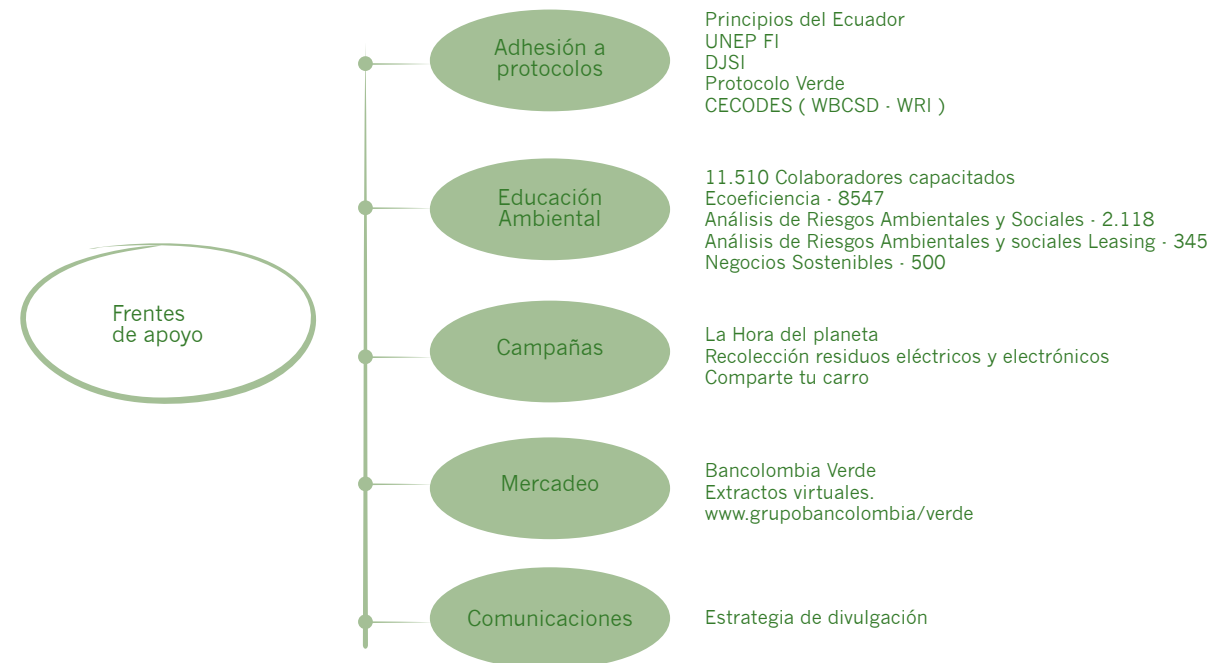 Frentes
de apoyo
Adhesión a
protocolos
Principios del Ecuador
UNEP FI
DJSI
Protocolo Verde
CECODES ( WBCSD - WRI )
Educación
Ambiental
11.510 Colaboradores capacitados
Ecoeficiencia - 8547
Análisis de Riesgos Ambientales y Sociales - 2.118
Análisis de Riesgos Ambientales y sociales Leasing - 345
Negocios Sostenibles - 500
Campañas
La Hora del planeta
Recolección residuos eléctricos y electrónicos
Comparte tu carro
Mercadeo
Bancolombia Verde
Extractos virtuales.
www.grupobancolombia/verde
Comunicaciones
Estrategia de divulgación